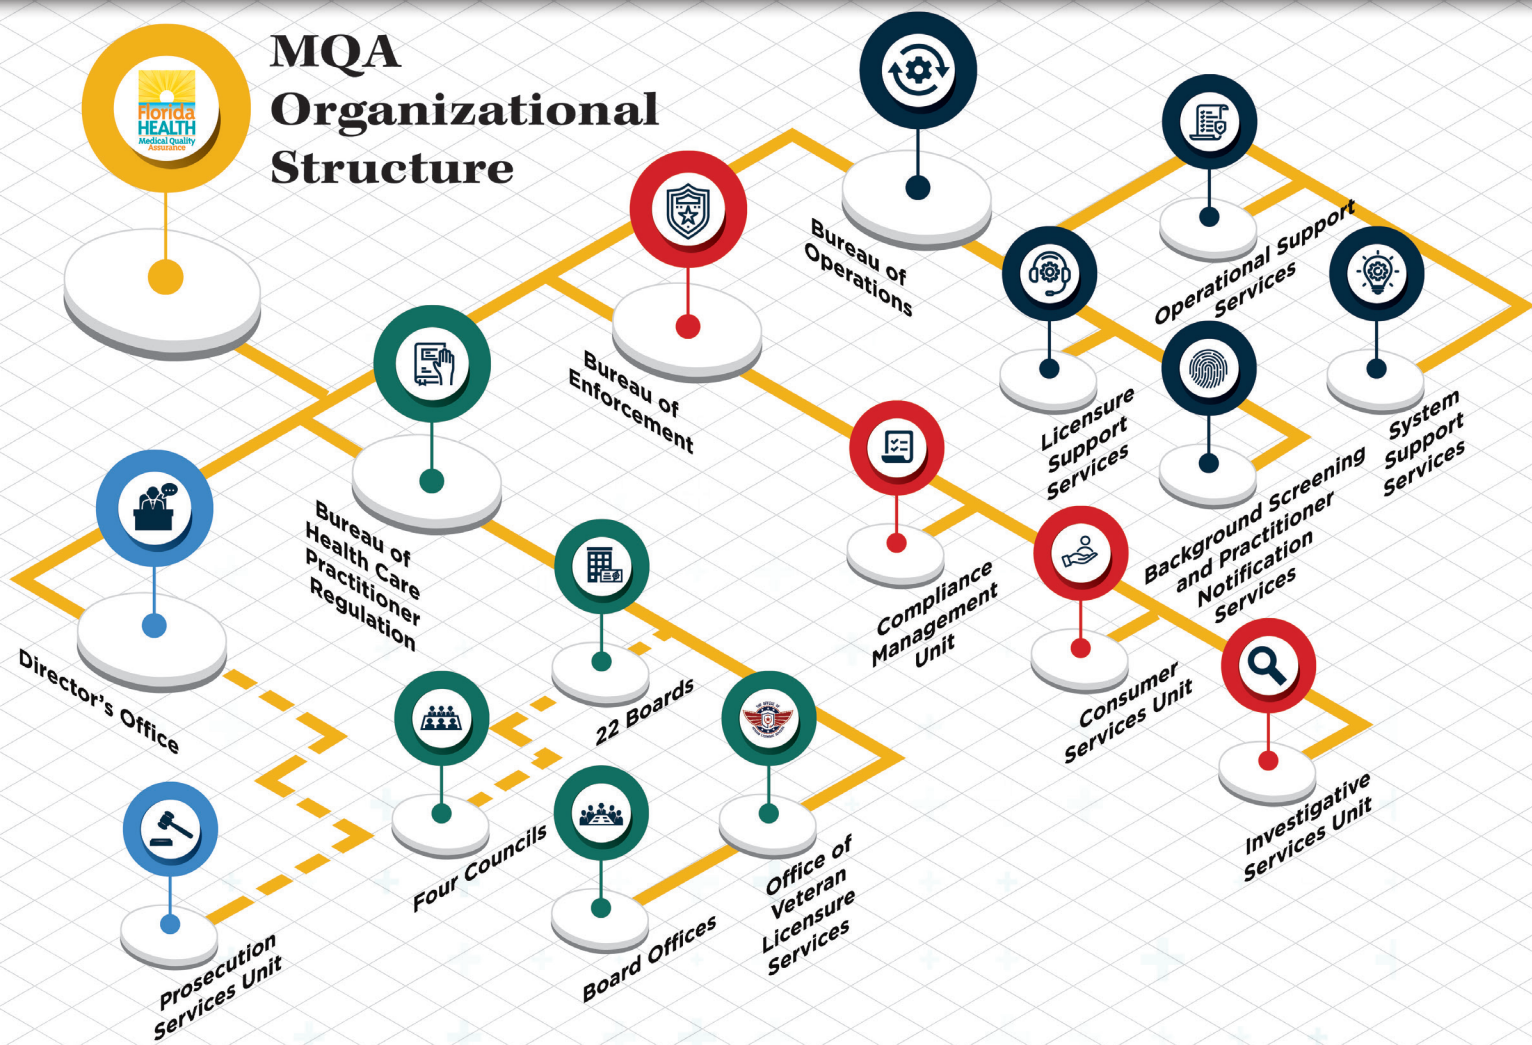 Florida
HEALTH
Medical Quality
Assurance
MQA
Organizational
Structure
Bureau of
Operations
Operational Support
Services
Bureau of
Enforcement
Licensure
Support
Services
System
Support
Services
Background Screening
and Practitioner
Notification
Services
Bureau of
Health Care
Practitioner
Regulation
Compliance
Management
Unit
Director's Office
22 Boards
Consumer
Services Unit
Four Councils
Office of
Veteran
Licensure
Services
Investigative
Services Unit
Board Offices
Prosecution
Services Unit